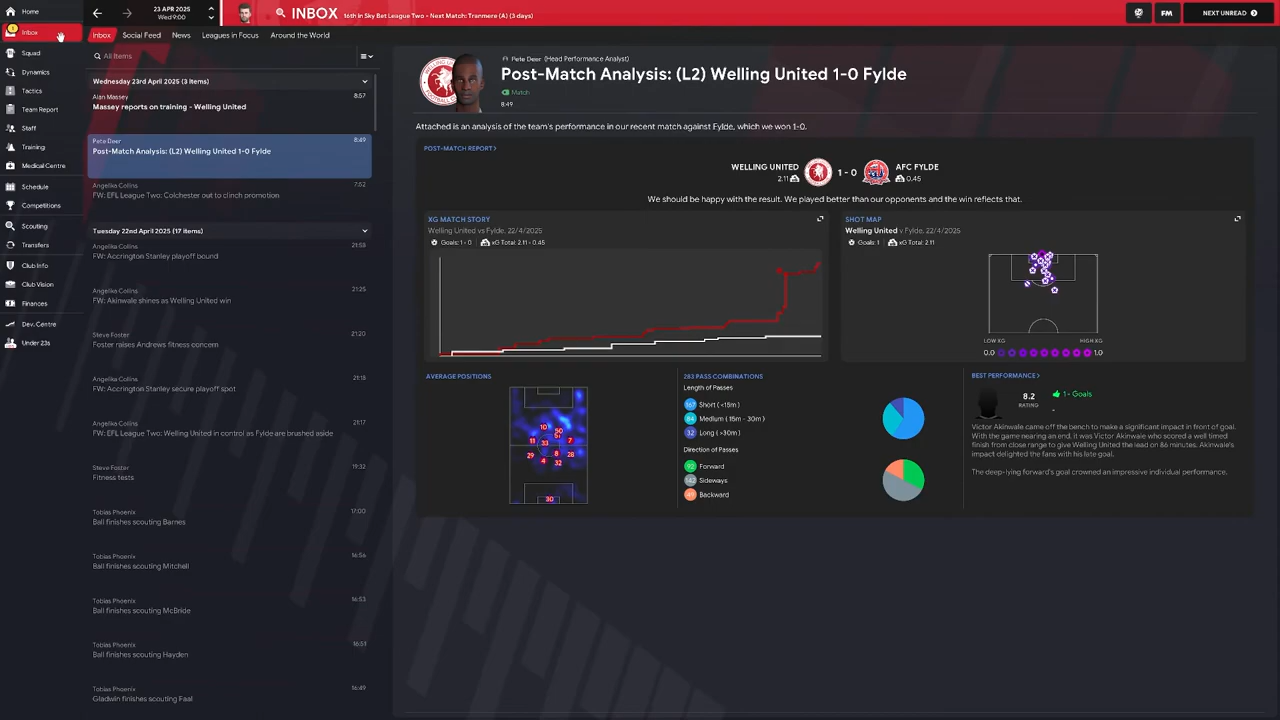 Home
Inbox
Squad
Dynamics
Tactics
Team Report
Staff
Training
Medical Centre
Schedule
Competitions
Scouting
Transfers
Club Info
Club Vision
Finances
Dev. Centre
Under 23s
23 APR 2025
Wed 9:00
INBOX
16th in Sky Bet League Two - Next Match: Tranmere (A) (3 days)
FM
NEXT UNREAD
Inbox Social Feed News Leagues in Focus Around the World
All Items
Wednesday 23rd April 2025 (3 Items)
Alan Massey 8:57
Massey reports on training - Welling United
Pete Deer 8:49
Post-Match Analysis: (L2) Welling United 1-0 Fylde
Angelika Collins 7:52
FW: EFL League Two: Colchester out to clinch promotion
Tuesday 22nd April 2025 (17 Items)
Angelika Collins 21:58
FW: Accrington Stanley playoff bound
Angelika Collins 21:25
FW: Akinwale shines as Welling United win
Steve Foster 21:20
Foster raises Andrews fitness concern
Angelika Collins 21:18
FW: Accrington Stanley secure playoff spot
Angelika Collins 21:17
FW: EFL League Two: Welling United in control as Fylde are brushed aside
Steve Foster 19:32
Fitness tests
Tobias Phoenix 17:00
Ball finishes scouting Barnes
Tobias Phoenix 16:56
Ball finishes scouting Mitchell
Tobias Phoenix 16:53
Ball finishes scouting McBride
Tobias Phoenix 16:51
Ball finishes scouting Hayden
Tobias Phoenix 16:49
Gladwin finishes scouting Faal
Pete Deer (Head Performance Analyst)
Post-Match Analysis: (L2) Welling United 1-0 Fylde
Match
8:49
Attached is an analysis of the team's performance in our recent match against Fylde, which we won 1-0.
POST-MATCH REPORT>
WELLING UNITED 1 - 0 AFC FYLDE
2.11 0.45
We should be happy with the result. We played better than our opponents and the win reflects that.
XG MATCH STORY
Welling United vs Fylde, 22/4/2025
Goals: 1 - 0 xG Total: 2.11 - 0.45
SHOT MAP
Welling United v Fylde, 22/4/2025
Goals: 1 xG Total: 2.11
LOW XG HIGH XG
0.0 1.0
AVERAGE POSITIONS
10 50
11 33 7
29 8 28
4 32
30
283 PASS COMBINATIONS
Length of Passes
167 Short (<15m)
84 Medium (15m - 30m)
32 Long (>30m)
Direction of Passes
92 Forward
142 Sideways
49 Backward
BEST PERFORMANCE>
8.2
RATING
1 - Goals
-
Victor Akinwale came off the bench to make a significant impact in front of goal.
With the game nearing an end, it was Victor Akinwale who scored a well timed
finish from close range to give Welling United the lead on 86 minutes. Akinwale's
impact delighted the fans with his late goal.
The deep-lying forward's goal crowned an impressive individual performance.